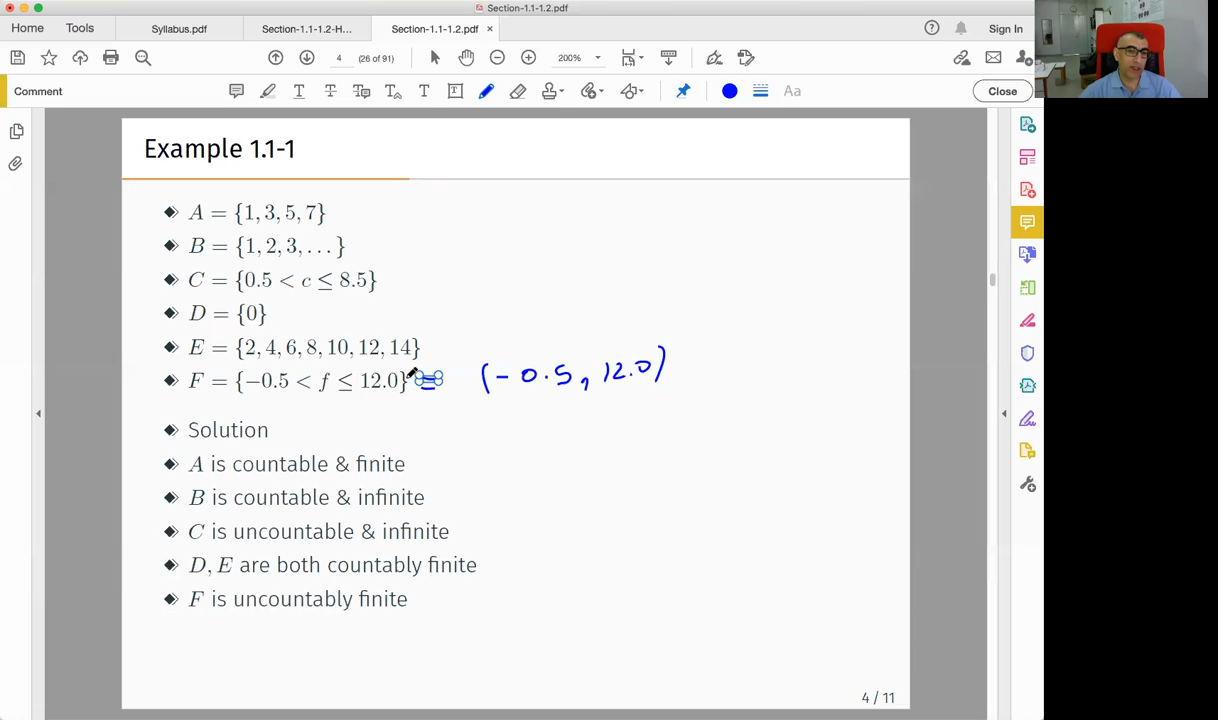 Section-1.1-1.2.pdf
Home Tools Syllabus.pdf Section-1.1-1.2-H... Section-1.1-1.2.pdf × Sign In
4 (26 of 91) 200%
Comment Aa Close
Example 1.1-1
A = {1, 3, 5, 7}
B = {1, 2, 3, . . . }
C = {0.5 < c ≤ 8.5}
D = {0}
E = {2, 4, 6, 8, 10, 12, 14}
F = {−0.5 < f ≤ 12.0} = (- 0.5, 12.0)
Solution
A is countable & finite
B is countable & infinite
C is uncountable & infinite
D, E are both countably finite
F is uncountably finite
4 / 11